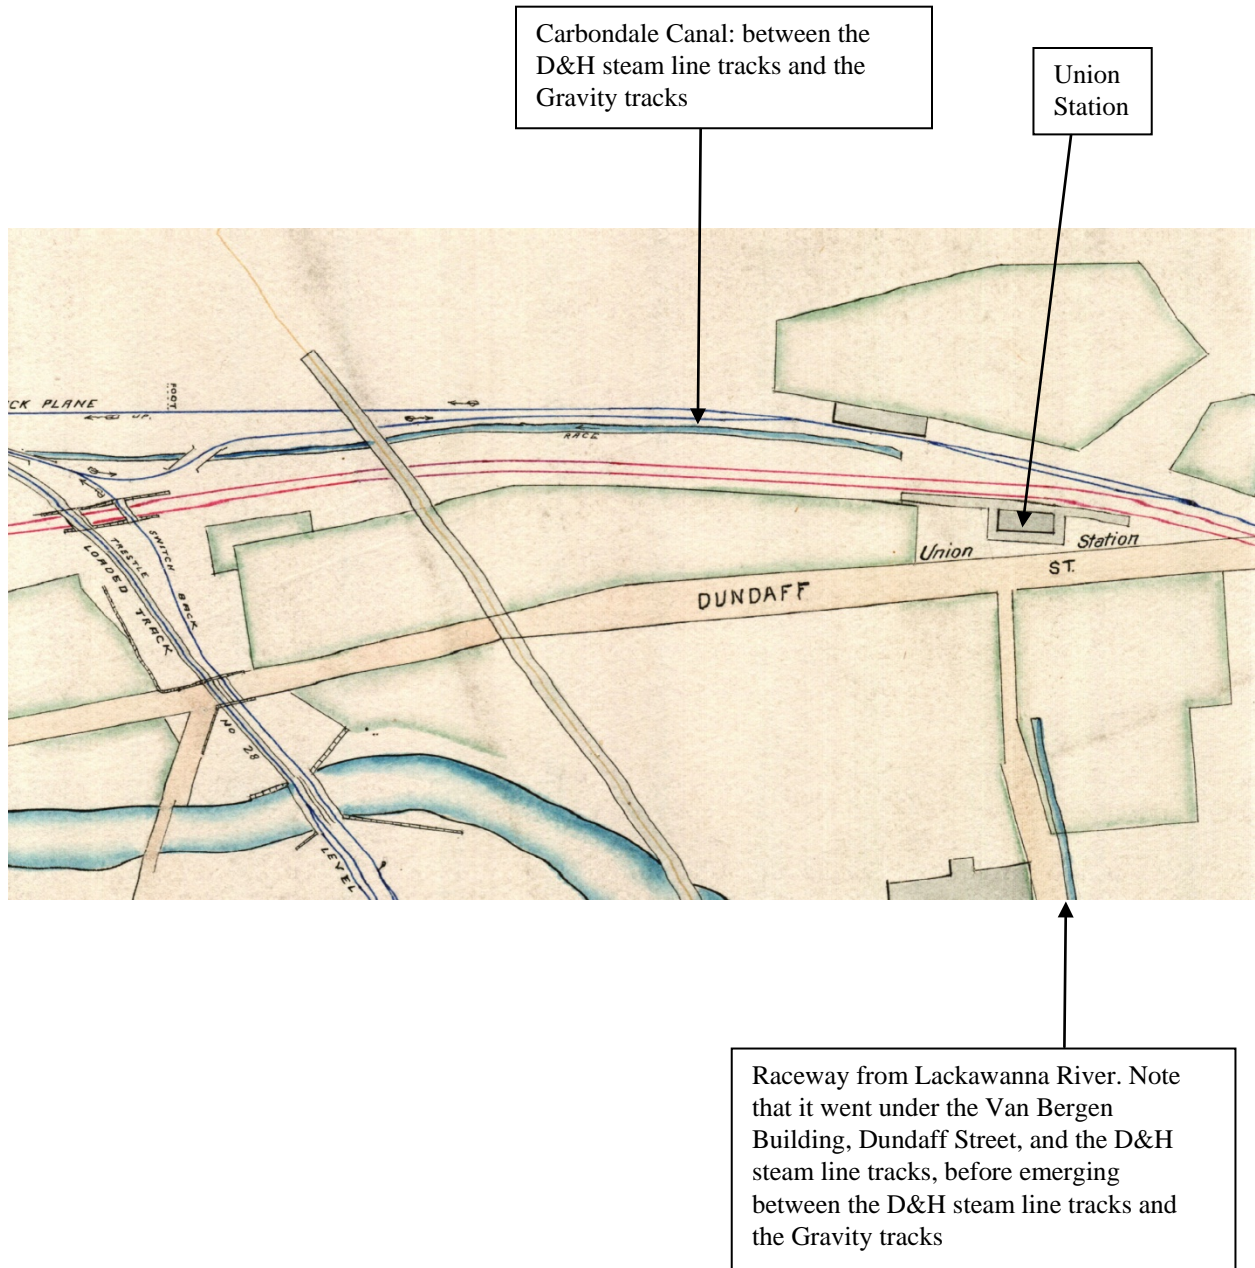 Carbondale Canal: between the
D&H steam line tracks and the
Gravity tracks
Union
Station
CK PLANE
UP.
FOOT
RACE
SWITCH BACK
TRESTLE
LOADED TRACK
Union Station
DUNDAFF ST.
No 28
LEVEL
Raceway from Lackawanna River. Note
that it went under the Van Bergen
Building, Dundaff Street, and the D&H
steam line tracks, before emerging
between the D&H steam line tracks and
the Gravity tracks